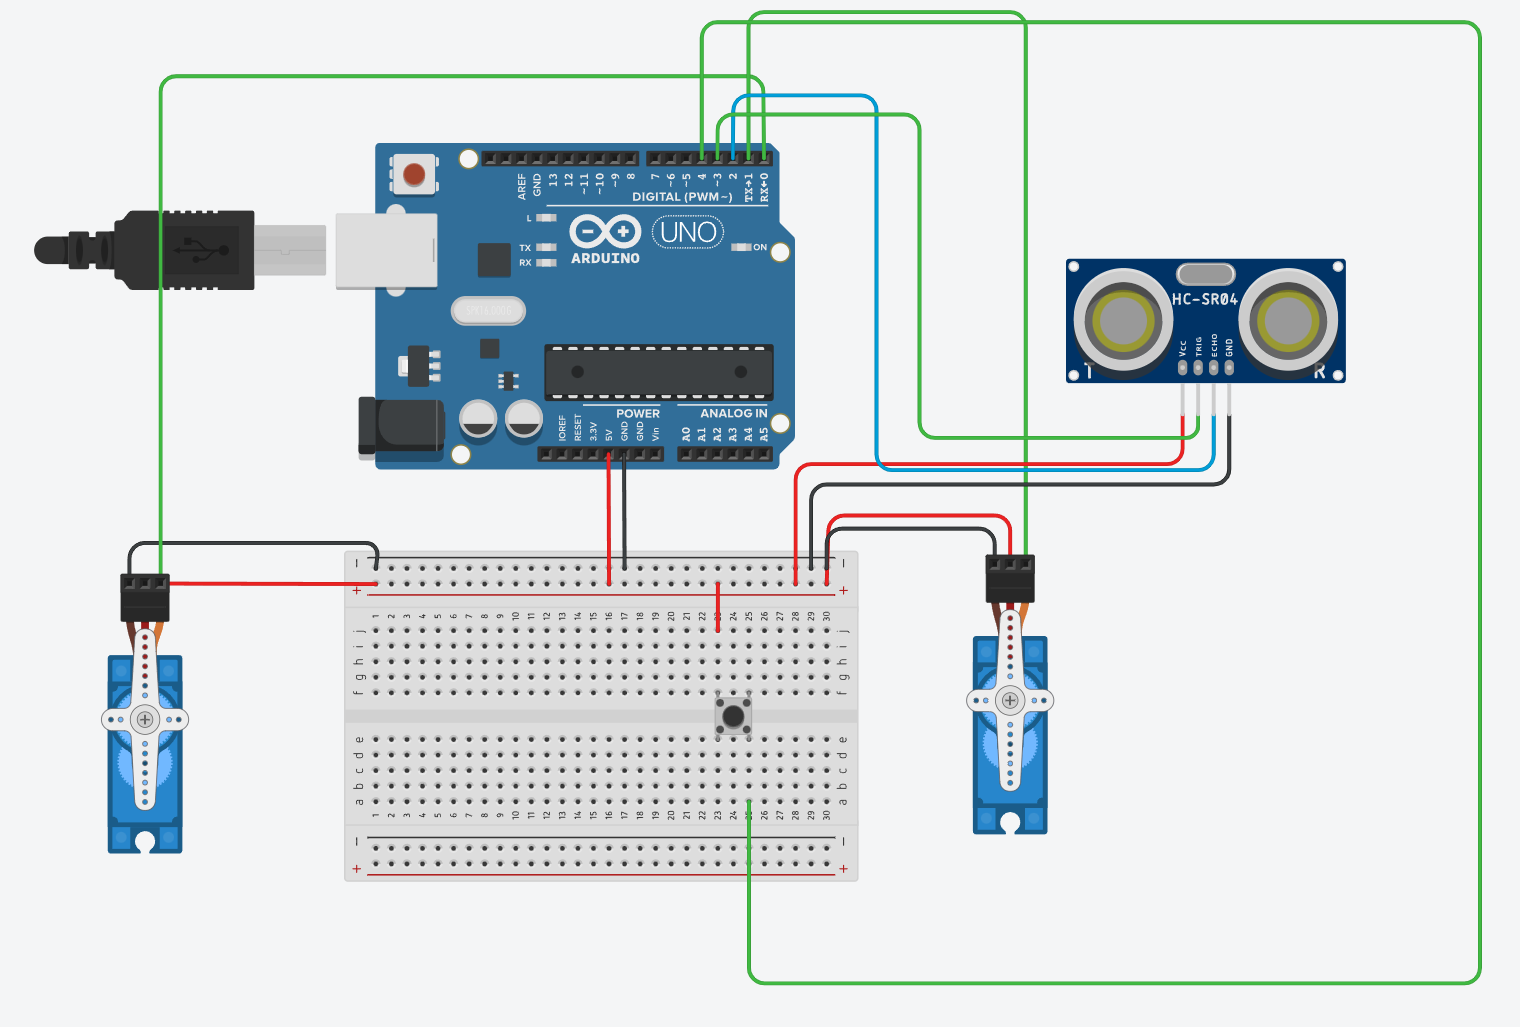 AREF
GND
13
12
~11
~10
~9
8
7
~6
~5
4
~3
2
TX→1
RX←0
DIGITAL (PWM~)
L
TX
RX
ARDUINO
UNO
ON
HC-SR04
VCC
TRIG
ECHO
GND
T
R
POWER
ANALOG IN
IOREF
RESET
3.3V
5V
GND
GND
Vin
A0
A1
A2
A3
A4
A5
− −
+ +
1 2 3 4 5 6 7 8 9 10 11 12 13 14 15 16 17 18 19 20 21 22 23 24 25 26 27 28 29 30
j j
i i
h h
g g
f f
e e
d d
c c
b b
a a
1 2 3 4 5 6 7 8 9 10 11 12 13 14 15 16 17 18 19 20 21 22 23 24 25 26 27 28 29 30
− −
+ +